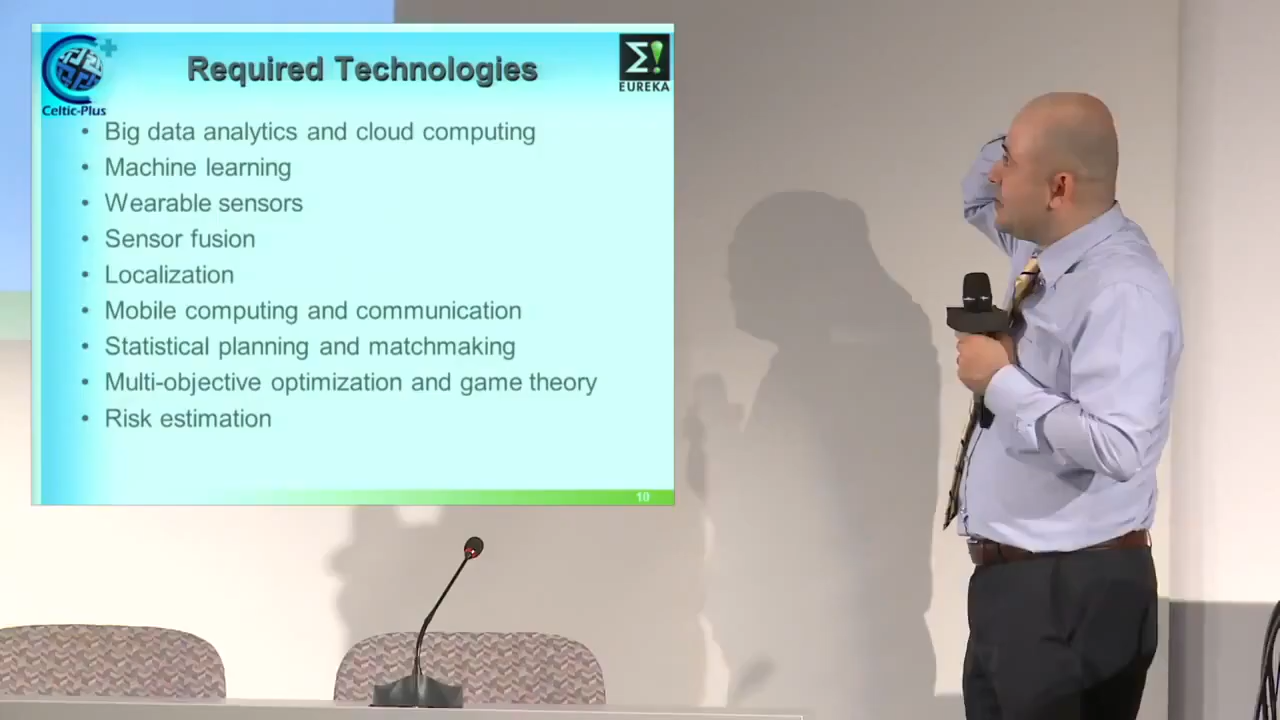 Required Technologies
Celtic-Plus
Σ!
EUREKA
• Big data analytics and cloud computing
• Machine learning
• Wearable sensors
• Sensor fusion
• Localization
• Mobile computing and communication
• Statistical planning and matchmaking
• Multi-objective optimization and game theory
• Risk estimation
10